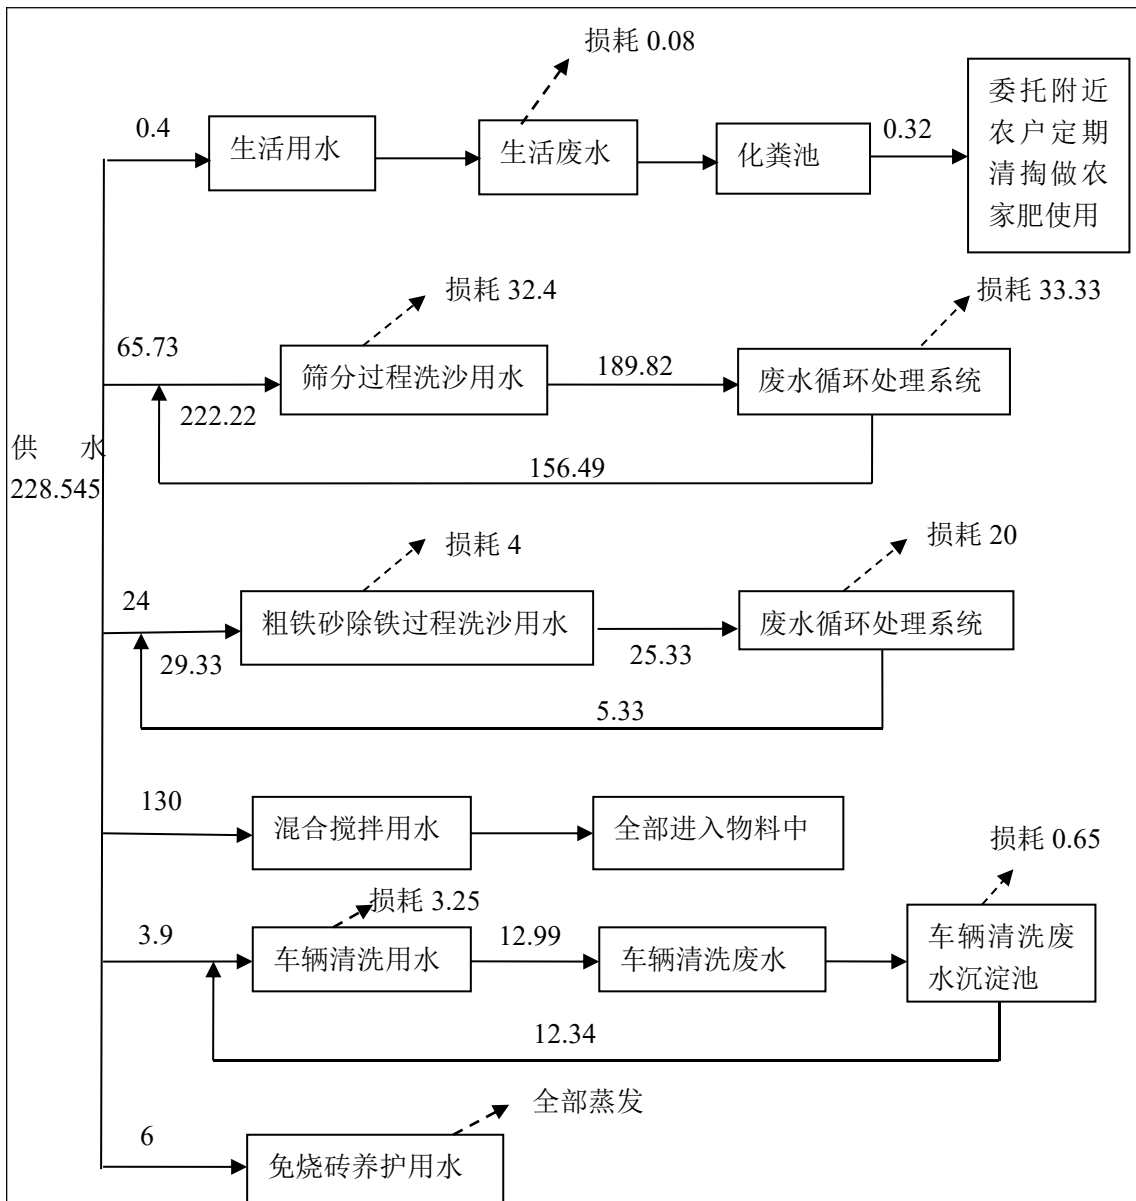 损耗 0.08
0.4
生活用水
生活废水
化粪池
0.32
委托附近
农户定期
清掏做农
家肥使用
损耗 32.4
损耗 33.33
65.73
筛分过程洗沙用水
189.82
废水循环处理系统
222.22
156.49
供 水
228.545
损耗 4
损耗 20
24
粗铁砂除铁过程洗沙用水
废水循环处理系统
29.33
25.33
5.33
130
混合搅拌用水
全部进入物料中
损耗 0.65
损耗 3.25
3.9
车辆清洗用水
12.99
车辆清洗废水
车辆清洗废
水沉淀池
12.34
全部蒸发
6
免烧砖养护用水